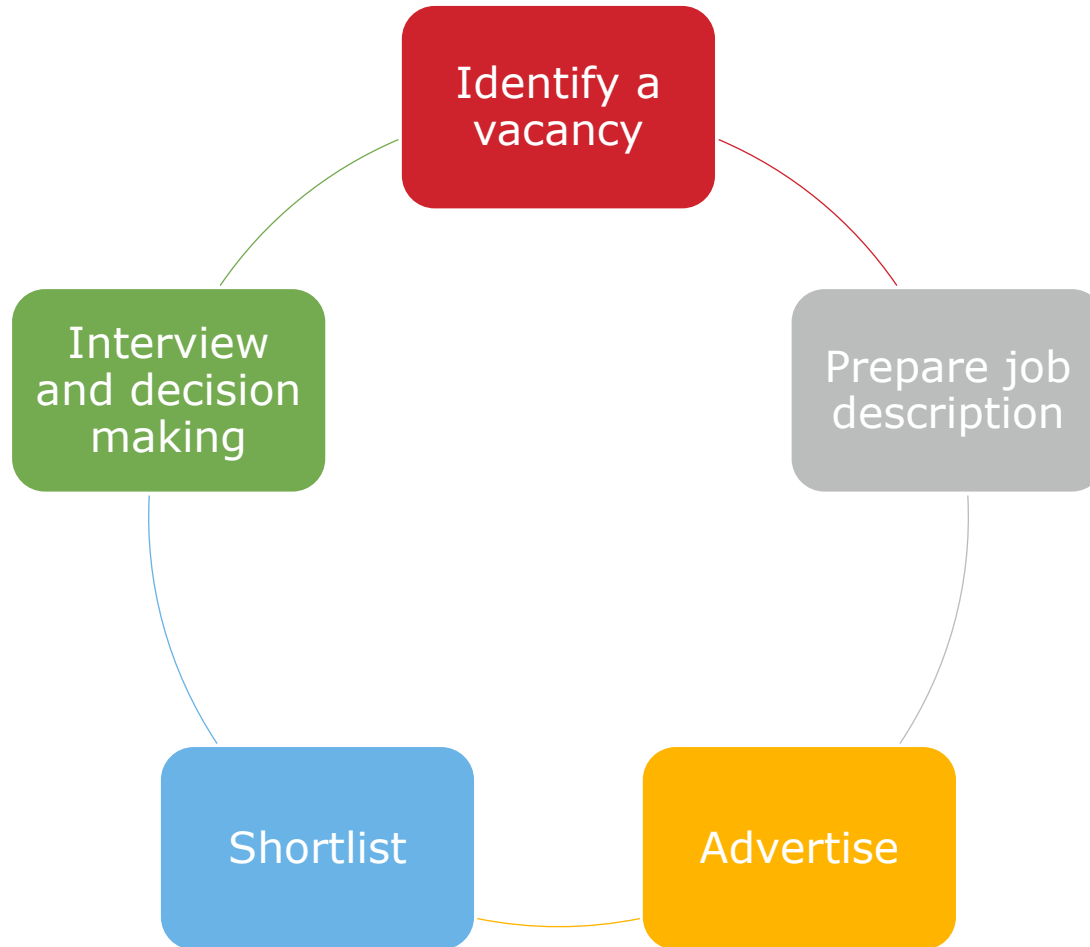 Identify a
vacancy
Prepare job
description
Advertise
Shortlist
Interview
and decision
making